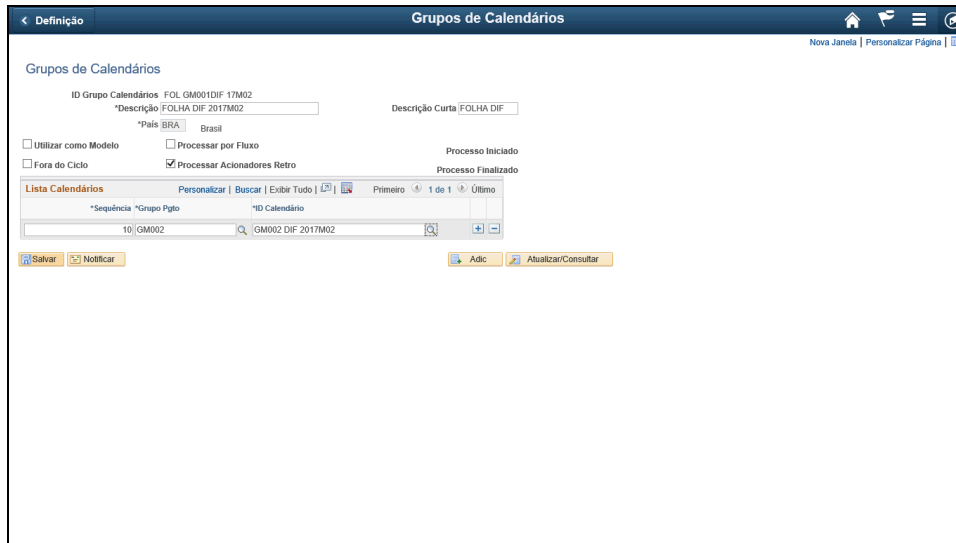 Definição
Grupos de Calendários
Nova Janela | Personalizar Página |
Grupos de Calendários
ID Grupo Calendários FOL GM001DIF 17M02
*Descrição FOLHA DIF 2017M02 Descrição Curta FOLHA DIF
*País BRA Brasil
Utilizar como Modelo Processar por Fluxo Processo Iniciado
Fora do Ciclo Processar Acionadores Retro Processo Finalizado
Lista Calendários Personalizar | Buscar | Exibir Tudo | | Primeiro 1 de 1 Último
*Sequência *Grupo Pgto *ID Calendário
10 GM002 GM002 DIF 2017M02
Salvar Notificar Adic Atualizar/Consultar